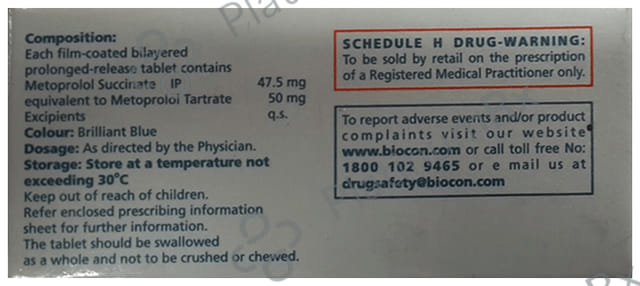 Composition:
Each film-coated bilayered
prolonged-release tablet contains
Metoprolol Succinate IP 47.5 mg
equivalent to Metoprolol Tartrate 50 mg
Excipients q.s.
Colour: Brilliant Blue
Dosage: As directed by the Physician.
Storage: Store at a temperature not
exceeding 30°C
Keep out of reach of children.
Refer enclosed prescribing information
sheet for further information.
The tablet should be swallowed
as a whole and not to be crushed or chewed.
SCHEDULE H DRUG-WARNING:
To be sold by retail on the prescription
of a Registered Medical Practitioner only.
To report adverse events and/or product
complaints visit our website
www.biocon.com or call toll free No:
1800 102 9465 or e mail us at
drugsafety@biocon.com